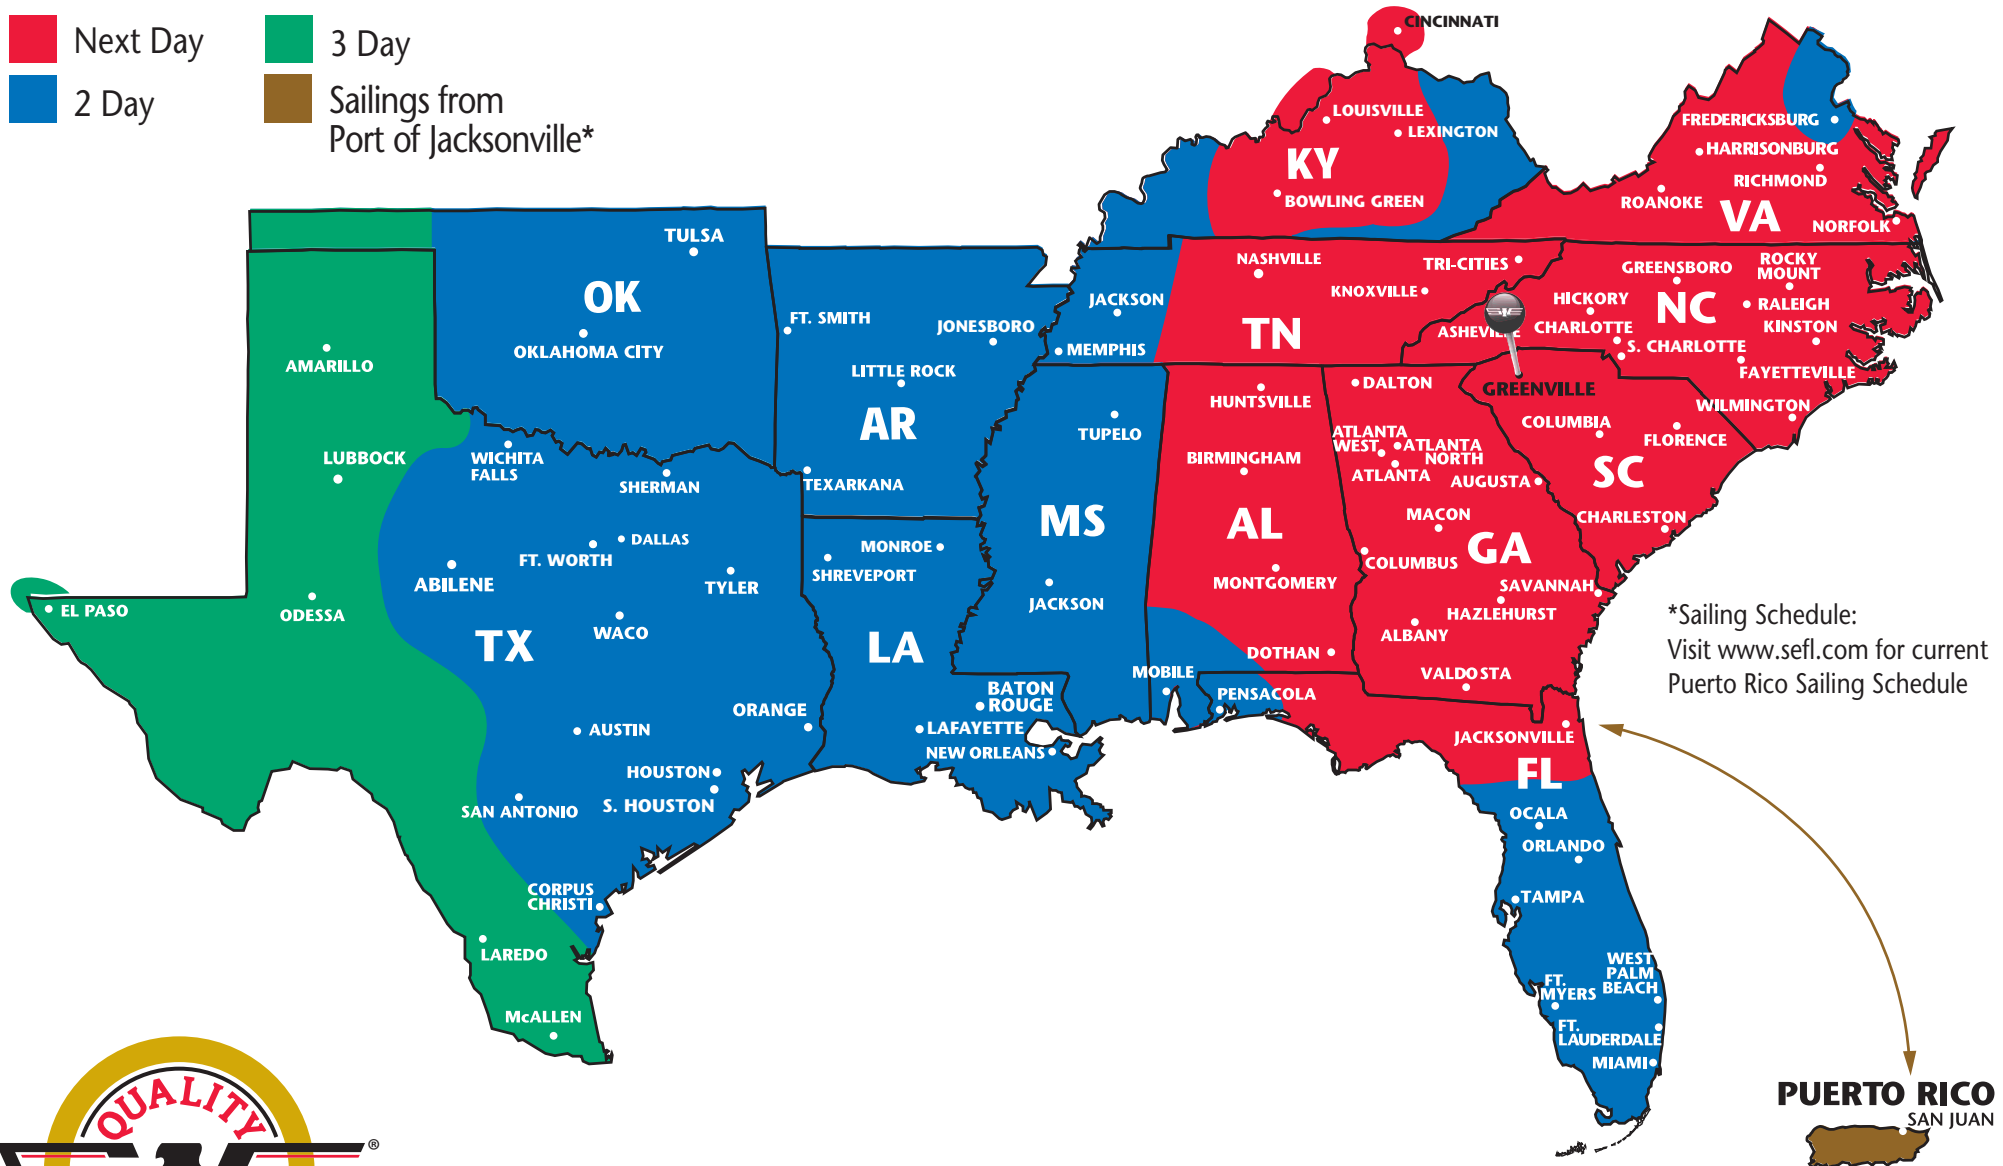 Next Day
3 Day
2 Day
Sailings from
Port of Jacksonville*
CINCINNATI
LOUISVILLE
LEXINGTON
KY
BOWLING GREEN
FREDERICKSBURG
HARRISONBURG
RICHMOND
ROANOKE
VA
NORFOLK
TULSA
OK
OKLAHOMA CITY
FT. SMITH
JONESBORO
LITTLE ROCK
AR
TEXARKANA
JACKSON
MEMPHIS
NASHVILLE
TRI-CITIES
KNOXVILLE
TN
GREENSBORO
ROCKY
MOUNT
HICKORY
NC
RALEIGH
ASHEVILLE
CHARLOTTE
KINSTON
S. CHARLOTTE
FAYETTEVILLE
WILMINGTON
GREENVILLE
COLUMBIA
FLORENCE
SC
CHARLESTON
AMARILLO
LUBBOCK
WICHITA
FALLS
SHERMAN
DALLAS
FT. WORTH
ABILENE
TYLER
EL PASO
ODESSA
WACO
TX
AUSTIN
ORANGE
HOUSTON
S. HOUSTON
SAN ANTONIO
CORPUS
CHRISTI
LAREDO
McALLEN
MONROE
SHREVEPORT
LA
BATON
ROUGE
LAFAYETTE
NEW ORLEANS
TUPELO
MS
JACKSON
HUNTSVILLE
BIRMINGHAM
AL
MONTGOMERY
DOTHAN
MOBILE
DALTON
ATLANTA
WEST
ATLANTA
NORTH
ATLANTA
AUGUSTA
MACON
GA
COLUMBUS
SAVANNAH
HAZLEHURST
ALBANY
VALDOSTA
PENSACOLA
JACKSONVILLE
FL
OCALA
ORLANDO
TAMPA
WEST
PALM
BEACH
FT.
MYERS
FT.
LAUDERDALE
MIAMI
*Sailing Schedule:
Visit www.sefl.com for current
Puerto Rico Sailing Schedule
PUERTO RICO
SAN JUAN
QUALITY
®